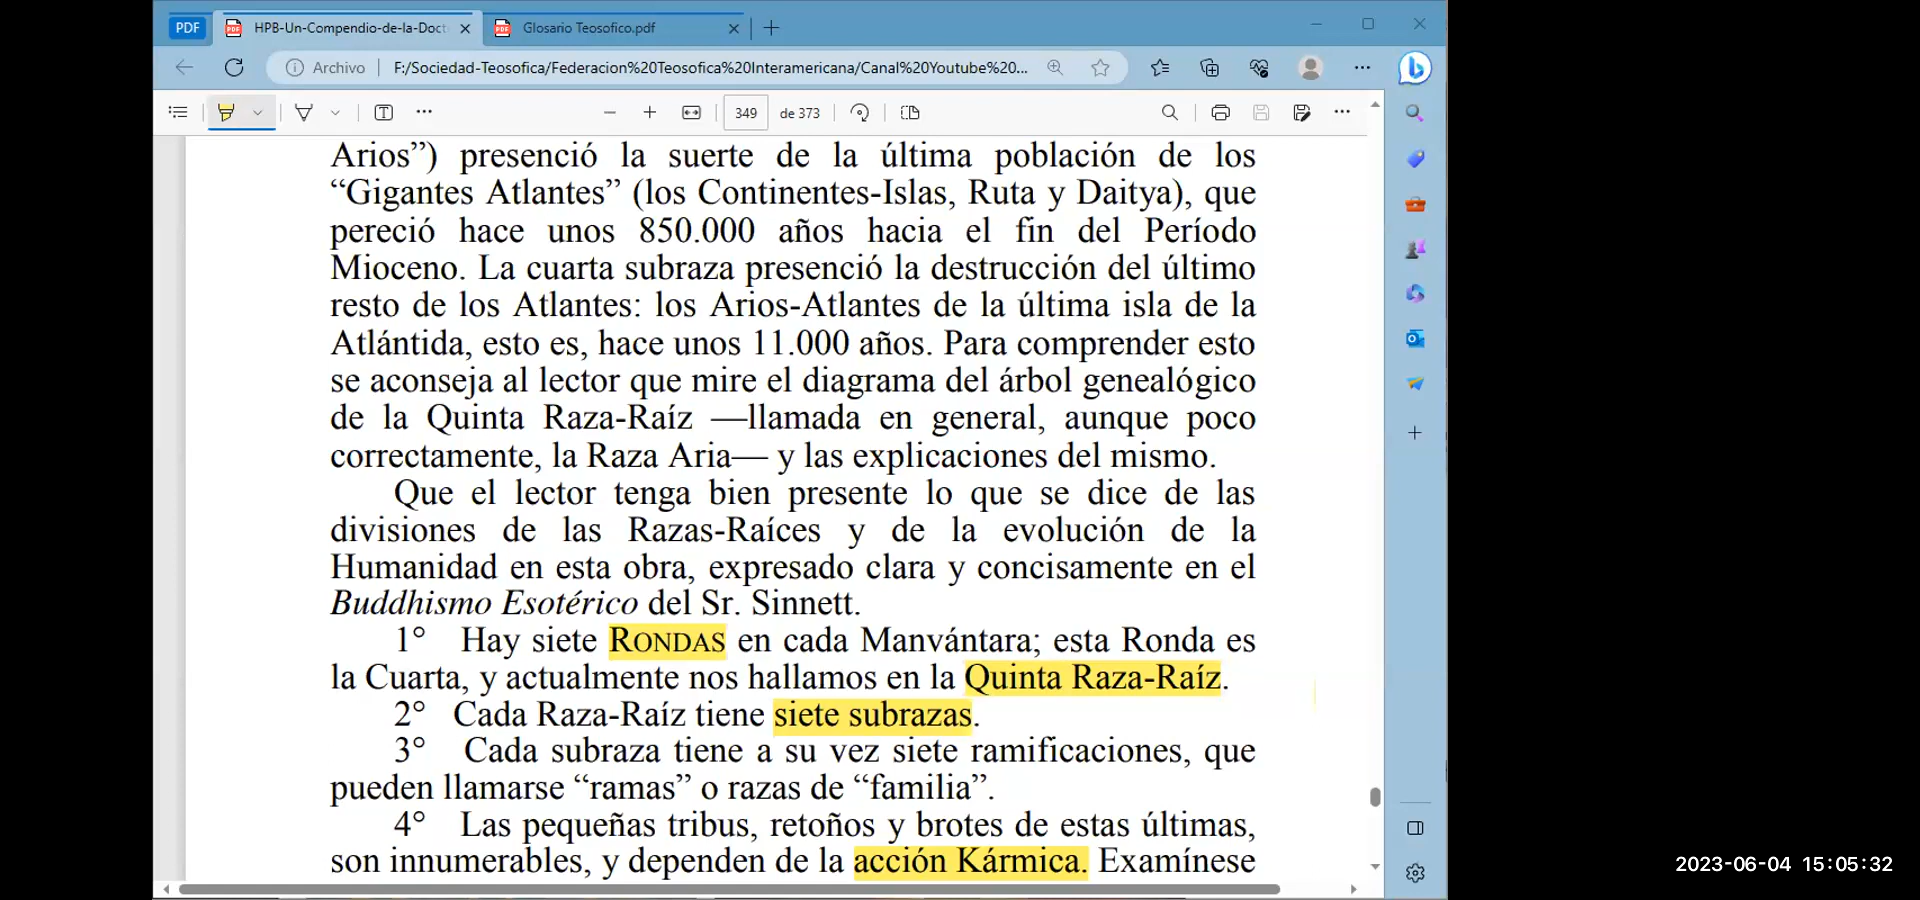 PDF
HPB-Un-Compendio-de-la-Doct
Glosario Teosofico.pdf
Archivo
F:/Sociedad-Teosofica/Federacion%20Teosofica%20Interamericana/Canal%20Youtube%20...
349 de 373
Arios”) presenció la suerte de la última población de los
“Gigantes Atlantes” (los Continentes-Islas, Ruta y Daitya), que
pereció hace unos 850.000 años hacia el fin del Período
Mioceno. La cuarta subraza presenció la destrucción del último
resto de los Atlantes: los Arios-Atlantes de la última isla de la
Atlántida, esto es, hace unos 11.000 años. Para comprender esto
se aconseja al lector que mire el diagrama del árbol genealógico
de la Quinta Raza-Raíz —llamada en general, aunque poco
correctamente, la Raza Aria— y las explicaciones del mismo.
Que el lector tenga bien presente lo que se dice de las
divisiones de las Razas-Raíces y de la evolución de la
Humanidad en esta obra, expresado clara y concisamente en el
Buddhismo Esotérico del Sr. Sinnett.
1° Hay siete RONDAS en cada Manvántara; esta Ronda es
la Cuarta, y actualmente nos hallamos en la Quinta Raza-Raíz.
2° Cada Raza-Raíz tiene siete subrazas.
3° Cada subraza tiene a su vez siete ramificaciones, que
pueden llamarse “ramas” o razas de “familia”.
4° Las pequeñas tribus, retoños y brotes de estas últimas,
son innumerables, y dependen de la acción Kármica. Examínese
2023-06-04 15:05:32